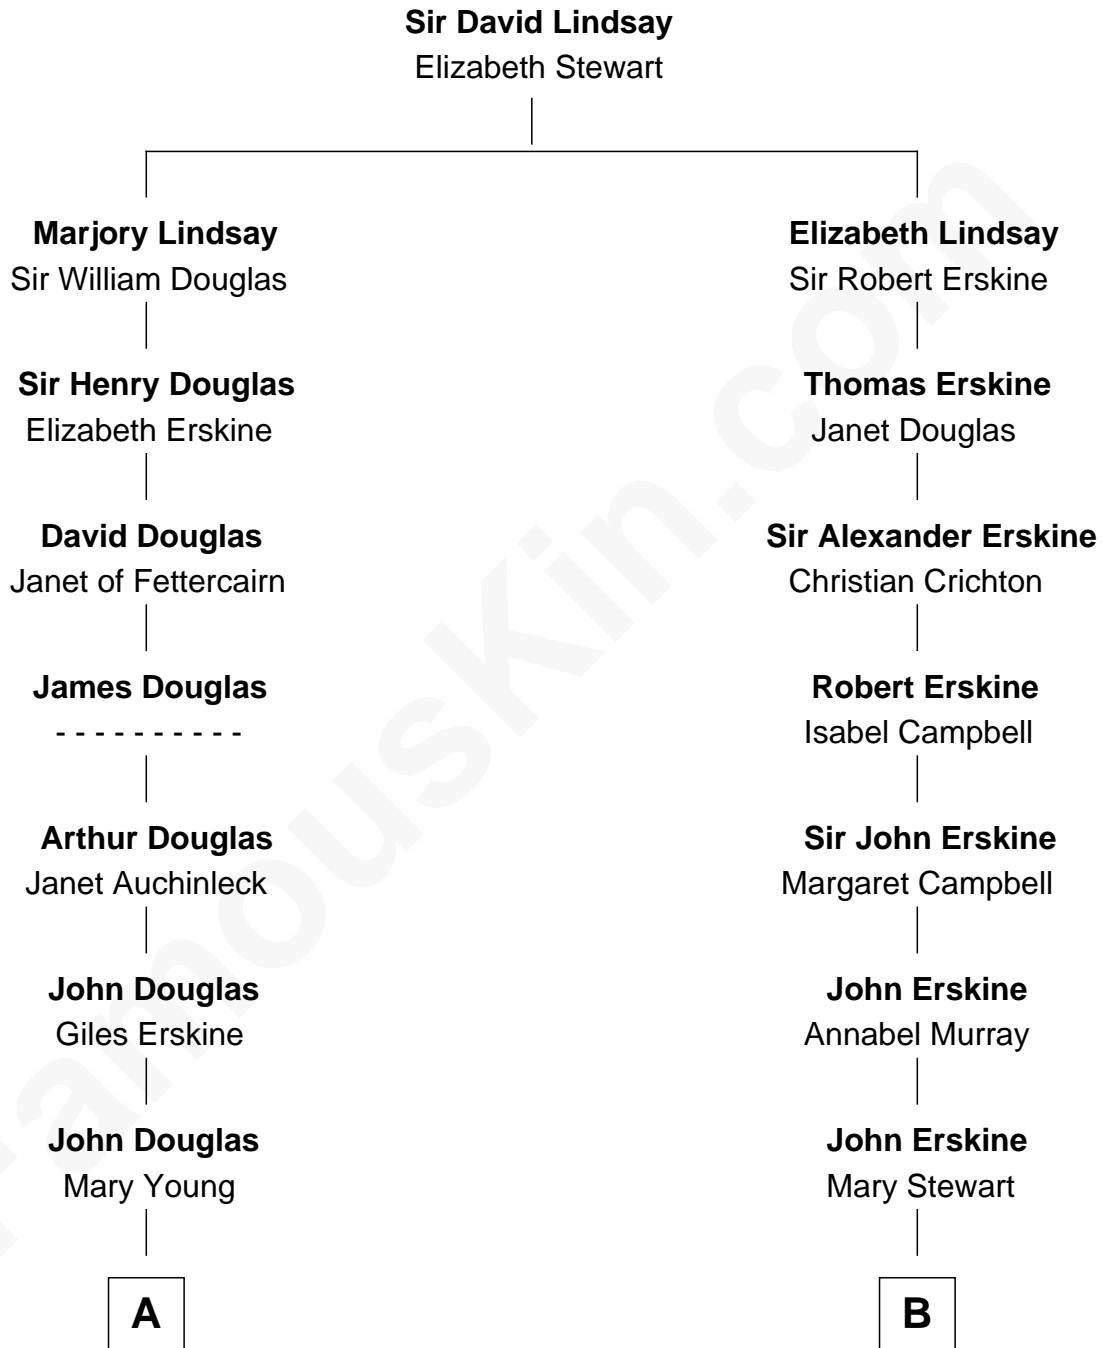 Sir David Lindsay
Elizabeth Stewart
Marjory Lindsay
Sir William Douglas
Elizabeth Lindsay
Sir Robert Erskine
Sir Henry Douglas
Elizabeth Erskine
Thomas Erskine
Janet Douglas
David Douglas
Janet of Fettercairn
Sir Alexander Erskine
Christian Crichton
James Douglas
- - - - - - - - - -
Robert Erskine
Isabel Campbell
Arthur Douglas
Janet Auchinleck
Sir John Erskine
Margaret Campbell
John Douglas
Giles Erskine
John Erskine
Annabel Murray
John Douglas
Mary Young
John Erskine
Mary Stewart
A
B
FamousKin.com